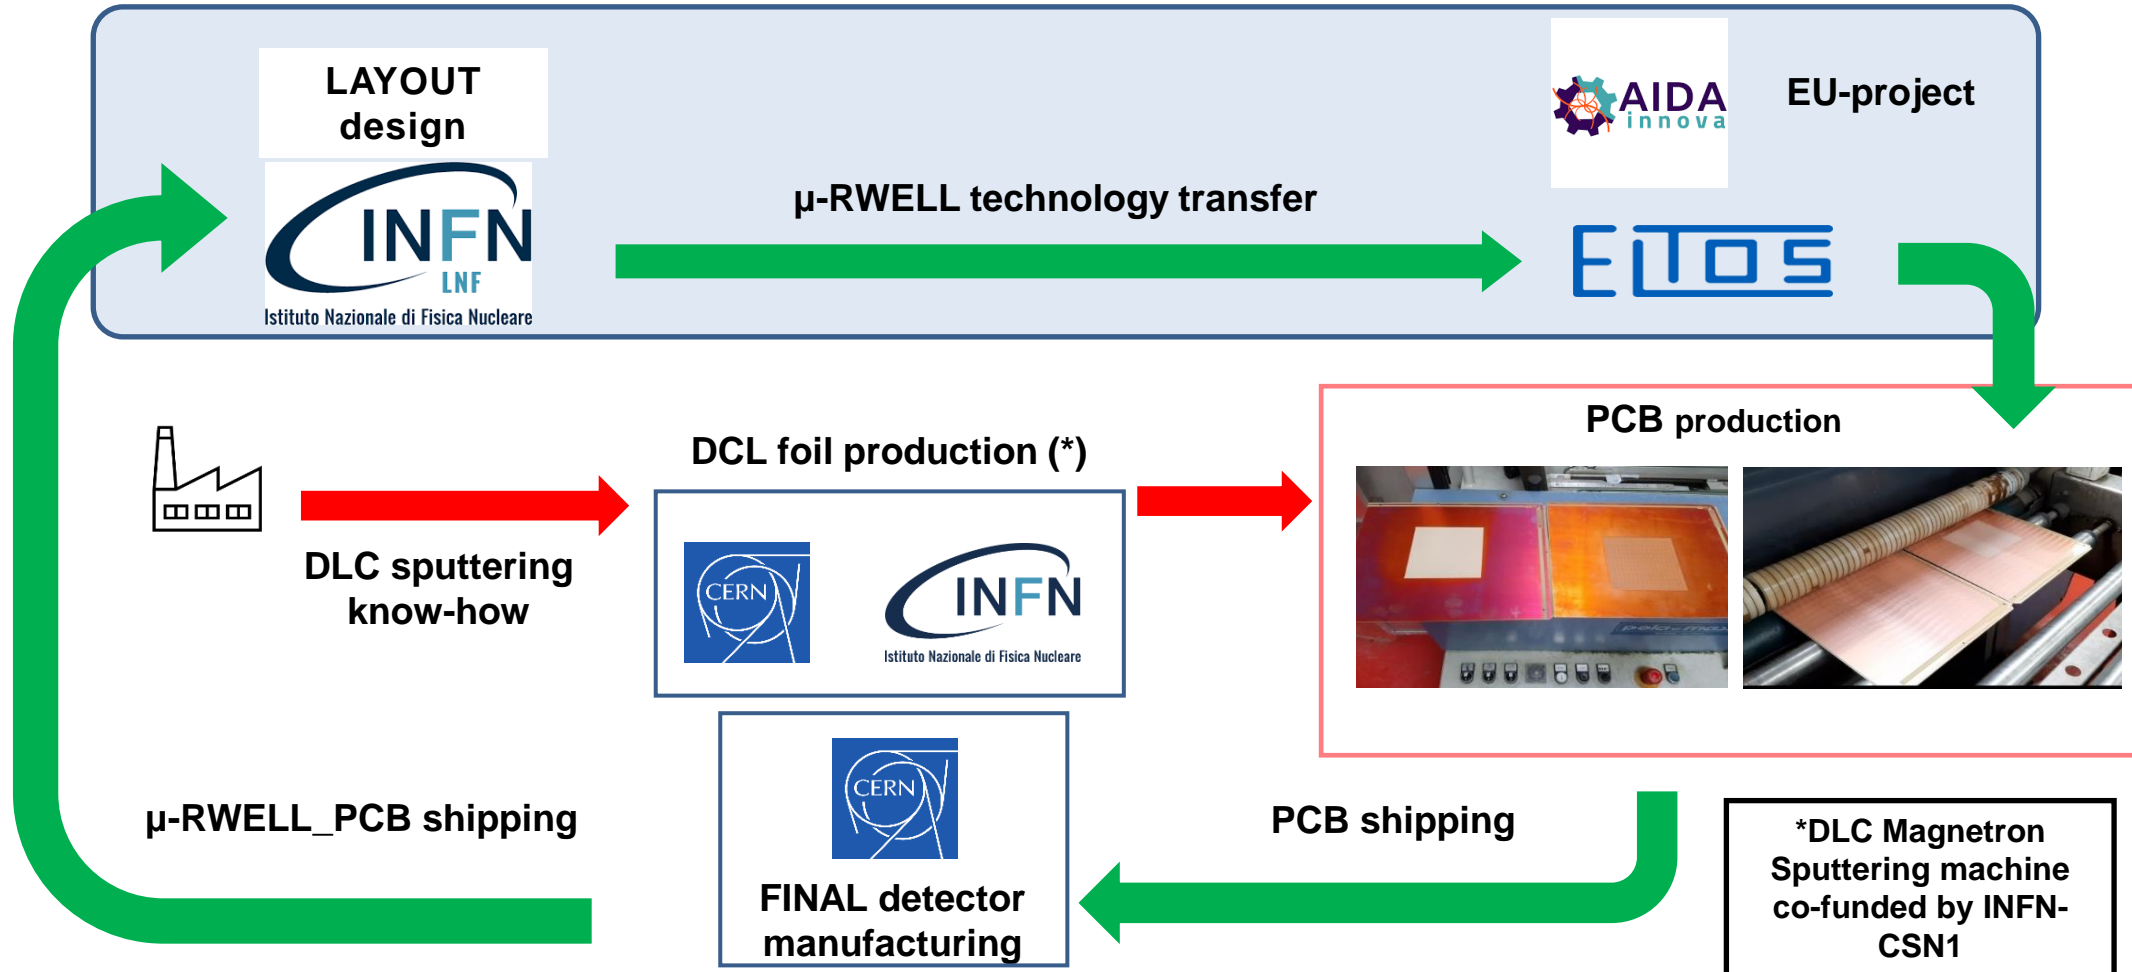 LAYOUT
design
INFN
LNF
Istituto Nazionale di Fisica Nucleare
µ-RWELL technology transfer
AIDA
innova
EU-project
ELTOS
DCL foil production (*)
DLC sputtering
know-how
CERN
INFN
Istituto Nazionale di Fisica Nucleare
PCB production
CERN
FINAL detector
manufacturing
µ-RWELL_PCB shipping
PCB shipping
*DLC Magnetron
Sputtering machine
co-funded by INFN-
CSN1